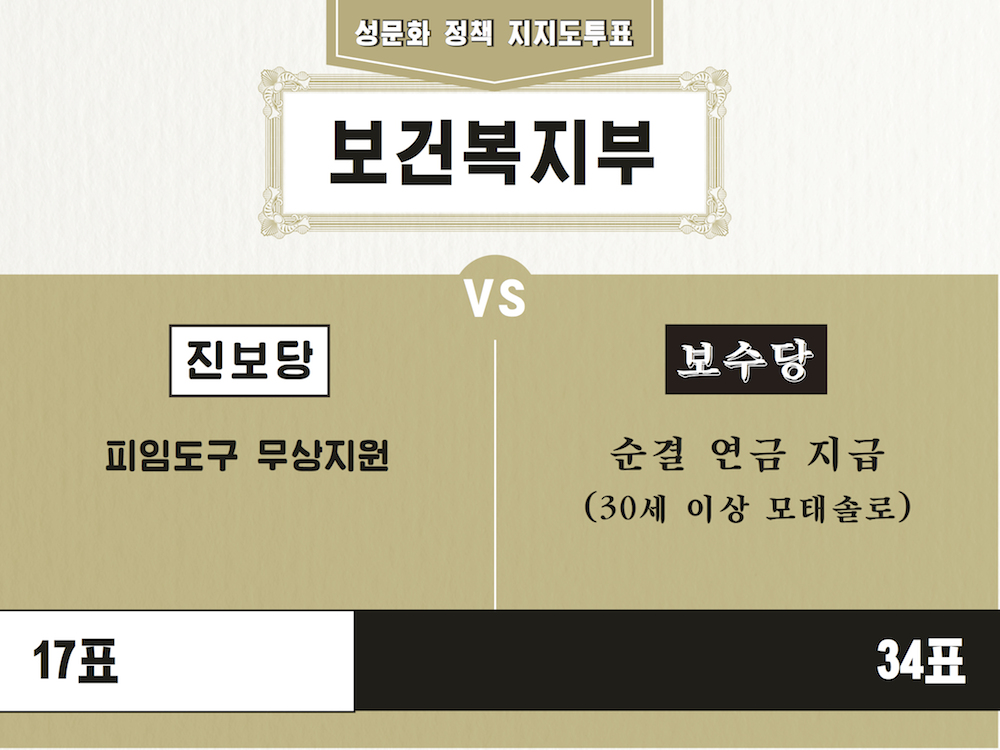 성문화 정책 지지도투표
보건복지부
VS
진보당
보수당
피임도구 무상지원
순결 연금 지급
(30세 이상 모태솔로)
17표
34표